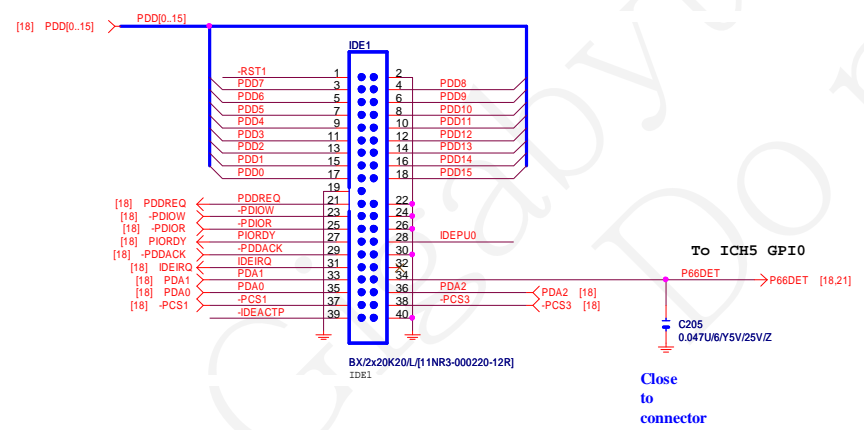 PDD[0..15]
[18] PDD[0..15]
IDE1
-RST1 1 2
PDD7 3 4 PDD8
PDD6 5 6 PDD9
PDD5 7 8 PDD10
PDD4 9 10 PDD11
PDD3 11 12 PDD12
PDD2 13 14 PDD13
PDD1 15 16 PDD14
PDD0 17 18 PDD15
19
[18] PDDREQ PDDREQ 21 22
[18] -PDIOW -PDIOW 23 24
[18] -PDIOR -PDIOR 25 26
[18] PIORDY PIORDY 27 28 IDEPU0
[18] -PDDACK -PDDACK 29 30
[18] IDEIRQ IDEIRQ 31 32
[18] PDA1 PDA1 33 34
[18] PDA0 PDA0 35 36 PDA2 PDA2 [18]
[18] -PCS1 -PCS1 37 38 -PCS3 -PCS3 [18]
-IDEACTP 39 40
To ICH5 GPI0
P66DET P66DET [18,21]
C205
0.047U/6/Y5V/25V/Z
BX/2x20K20/L/[11NR3-000220-12R]
IDE1
Close
to
connector
Gigaby
Do